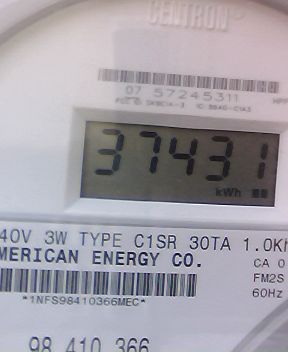 CENTRON®
07 57245311
37431
kWh
40V 3W TYPE C1SR 30TA 1.0Kh
MERICAN ENERGY CO.
CA 0
FM2S
60Hz
*1NFS98410366MEC*
98 410 366